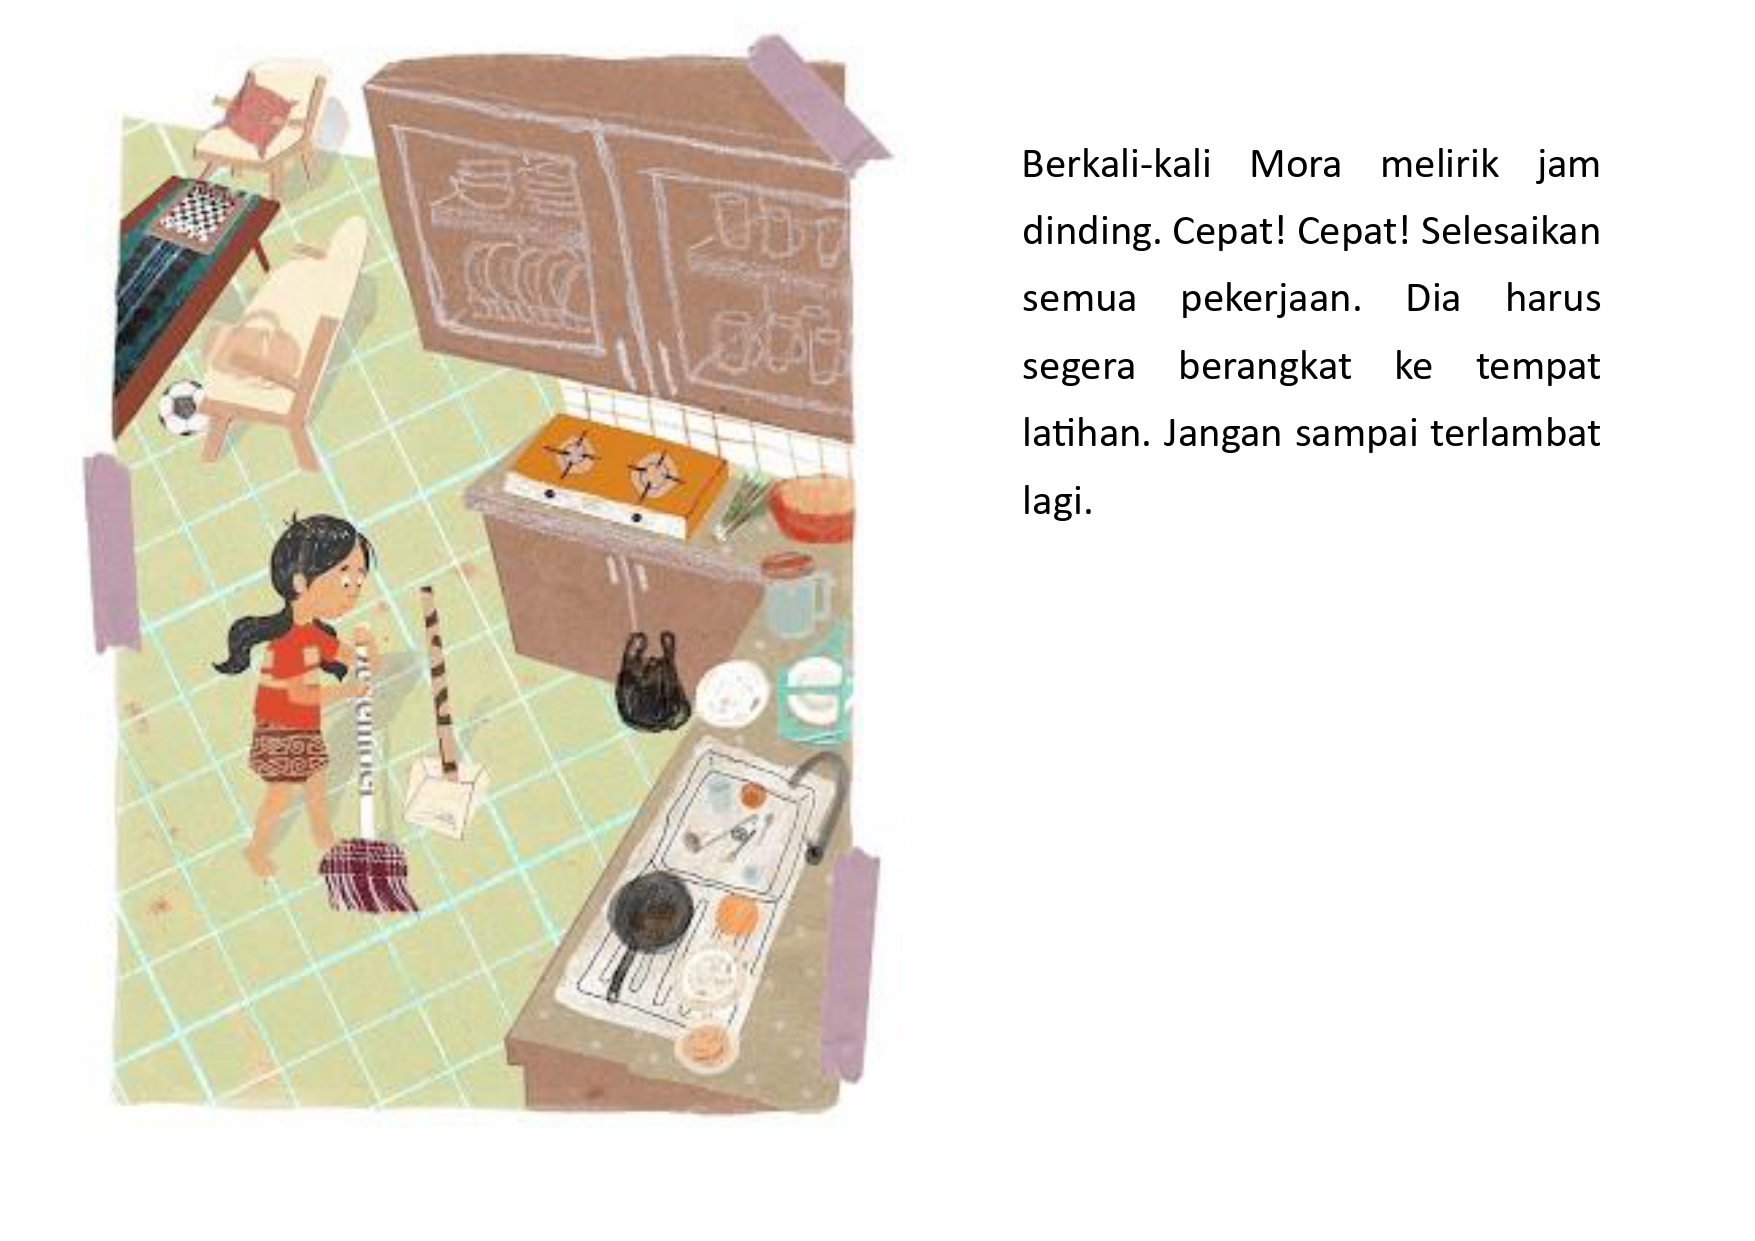 Berkali-kali Mora melirik jam
dinding. Cepat! Cepat! Selesaikan
semua pekerjaan. Dia harus
segera berangkat ke tempat
latihan. Jangan sampai terlambat
lagi.